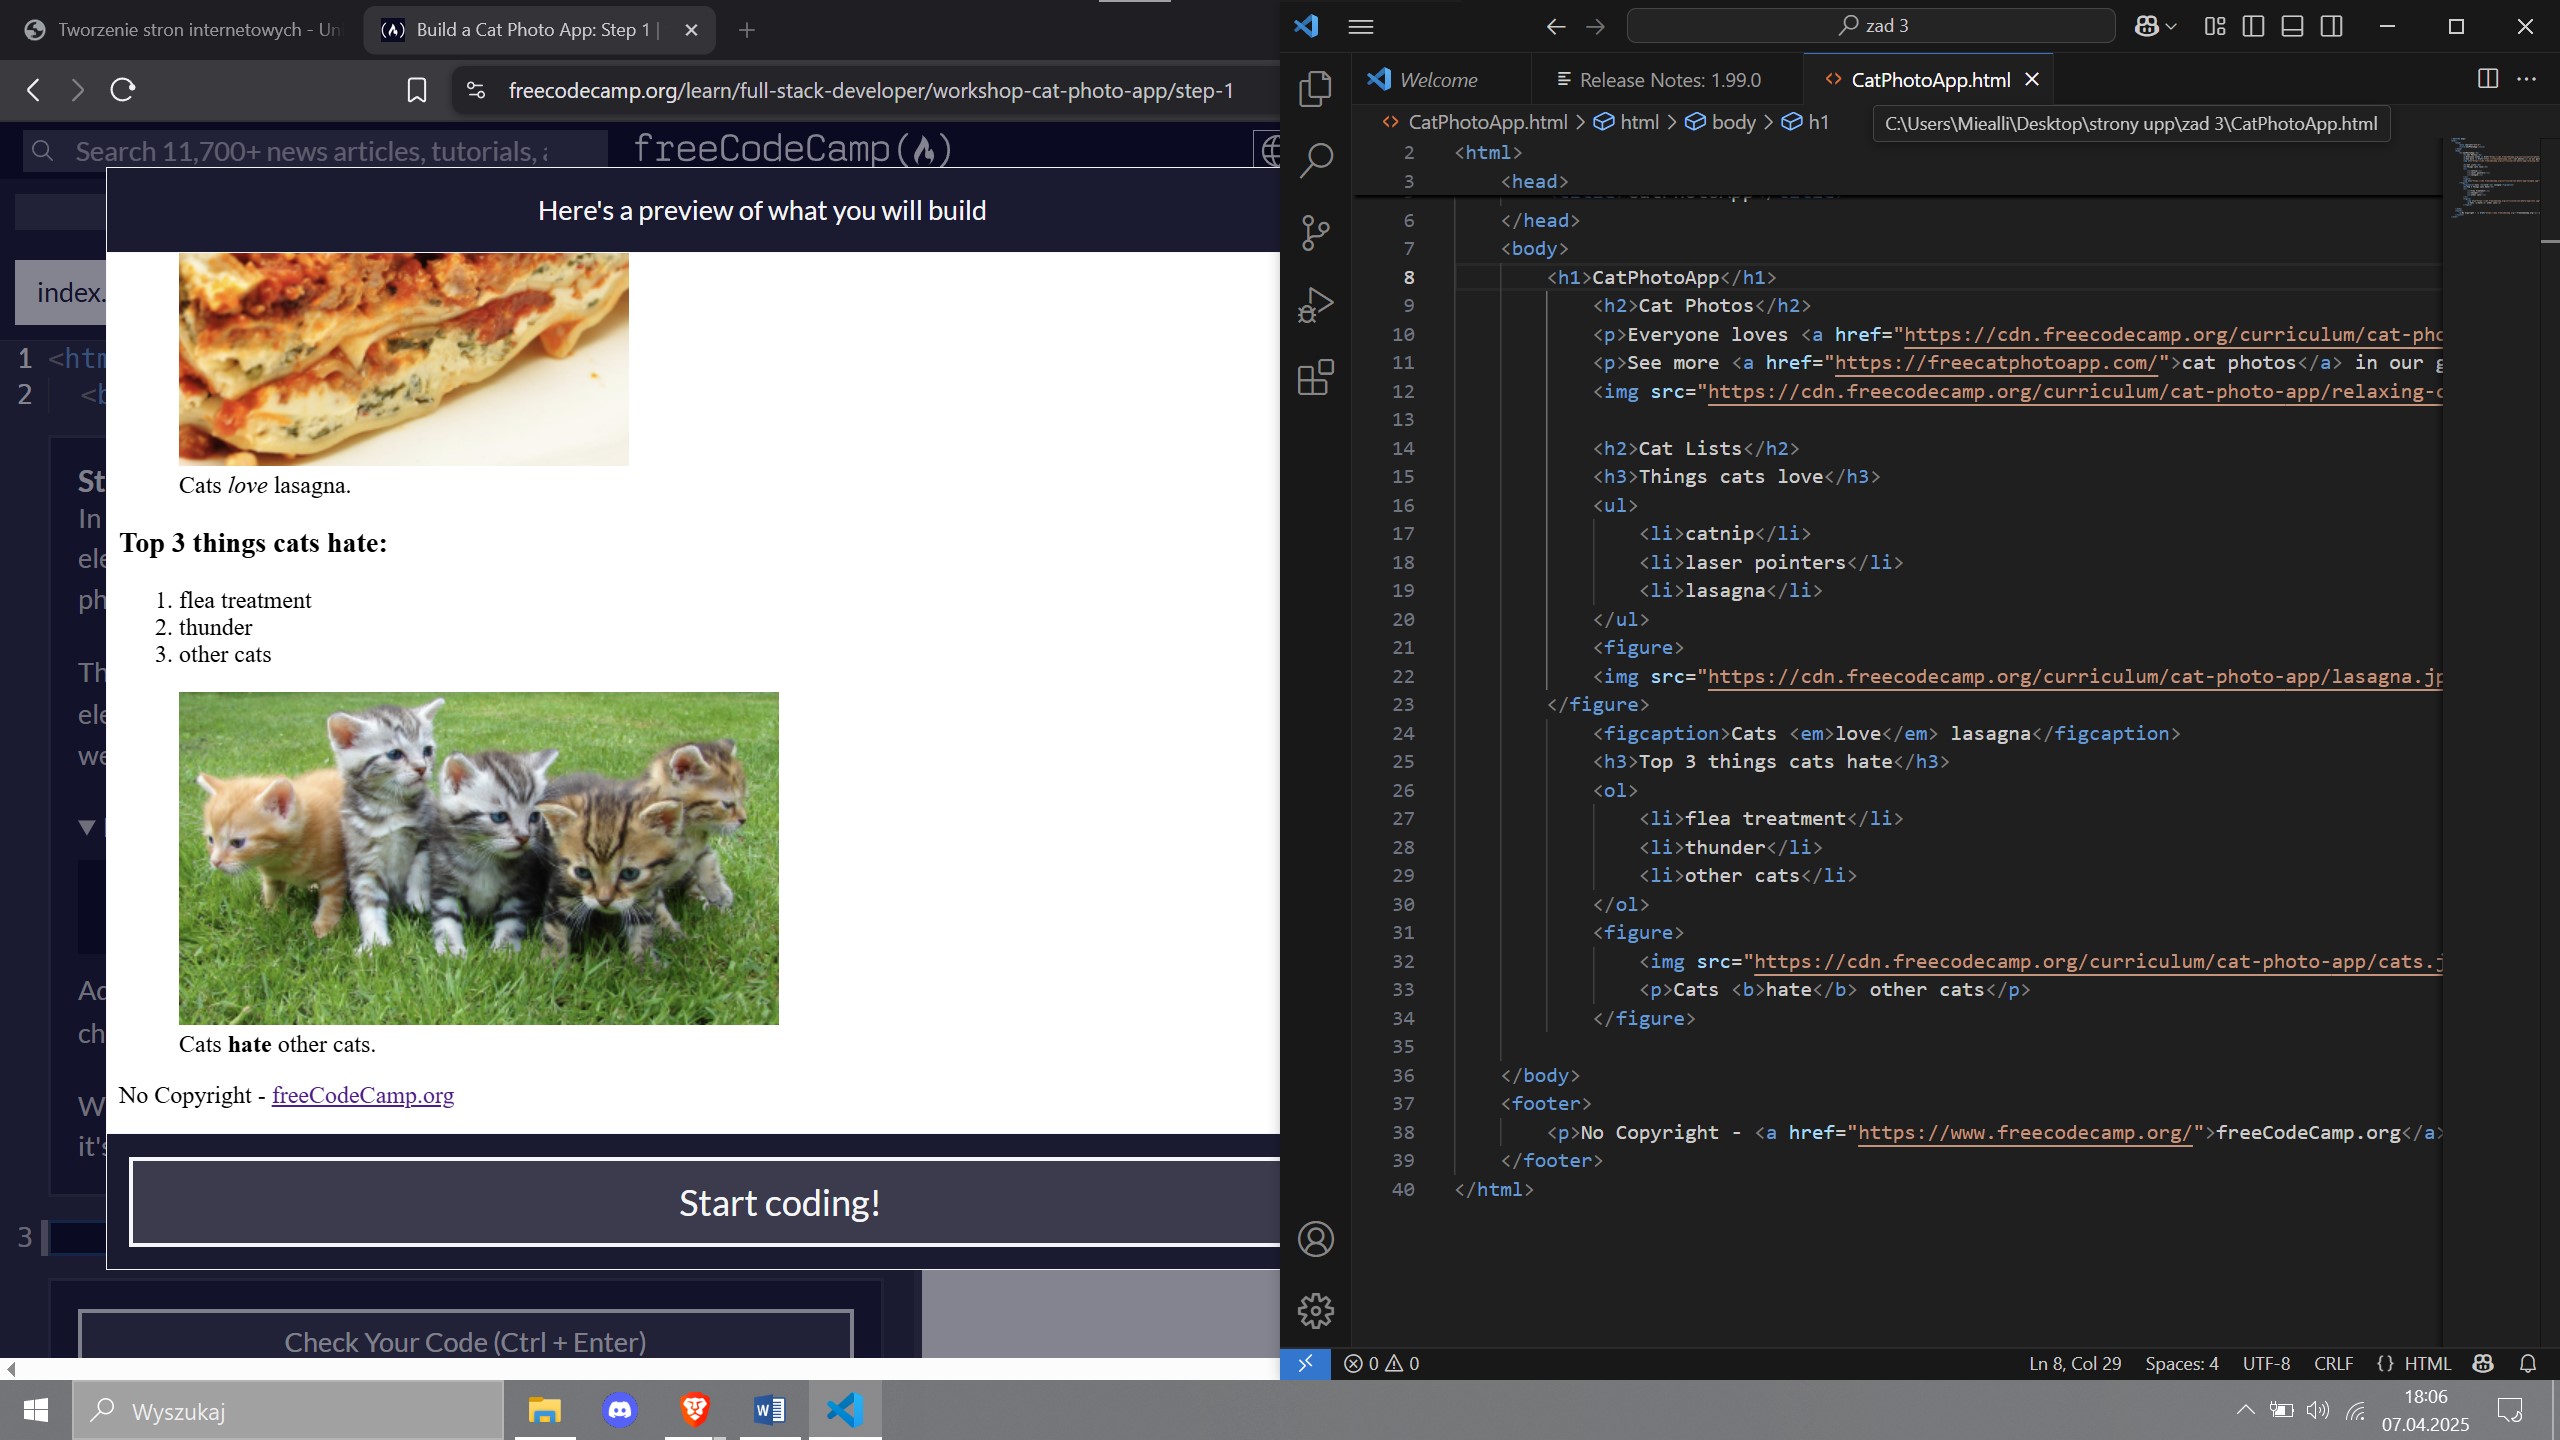 Tworzenie stron internetowych - Un
Build a Cat Photo App: Step 1 |
freecodecamp.org/learn/full-stack-developer/workshop-cat-photo-app/step-1
Search 11,700+ news articles, tutorials, a
freeCodeCamp
Here's a preview of what you will build
index.
1 <htm
2 <b
St
In
ele
ph
Cats love lasagna.
Top 3 things cats hate:
1. flea treatment
2. thunder
3. other cats
Th
ele
we
Ad
ch
W
it's
Cats hate other cats.
No Copyright - freeCodeCamp.org
Start coding!
3
Check Your Code (Ctrl + Enter)
zad 3
Welcome
Release Notes: 1.99.0
<> CatPhotoApp.html
<> CatPhotoApp.html > html > body > h1
C:\Users\Miealli\Desktop\strony upp\zad 3\CatPhotoApp.html
2 <html>
3 <head>
6 </head>
7 <body>
8 <h1>CatPhotoApp</h1>
9 <h2>Cat Photos</h2>
10 <p>Everyone loves <a href="https://cdn.freecodecamp.org/curriculum/cat-pho
11 <p>See more <a href="https://freecatphotoapp.com/">cat photos</a> in our g
12 <img src="https://cdn.freecodecamp.org/curriculum/cat-photo-app/relaxing-c
13
14 <h2>Cat Lists</h2>
15 <h3>Things cats love</h3>
16 <ul>
17 <li>catnip</li>
18 <li>laser pointers</li>
19 <li>lasagna</li>
20 </ul>
21 <figure>
22 <img src="https://cdn.freecodecamp.org/curriculum/cat-photo-app/lasagna.jp
23 </figure>
24 <figcaption>Cats <em>love</em> lasagna</figcaption>
25 <h3>Top 3 things cats hate</h3>
26 <ol>
27 <li>flea treatment</li>
28 <li>thunder</li>
29 <li>other cats</li>
30 </ol>
31 <figure>
32 <img src="https://cdn.freecodecamp.org/curriculum/cat-photo-app/cats.j
33 <p>Cats <b>hate</b> other cats</p>
34 </figure>
35
36 </body>
37 <footer>
38 <p>No Copyright - <a href="https://www.freecodecamp.org/">freeCodeCamp.org</a>
39 </footer>
40 </html>
0 0
Ln 8, Col 29 Spaces: 4 UTF-8 CRLF {} HTML
Wyszukaj
18:06
07.04.2025